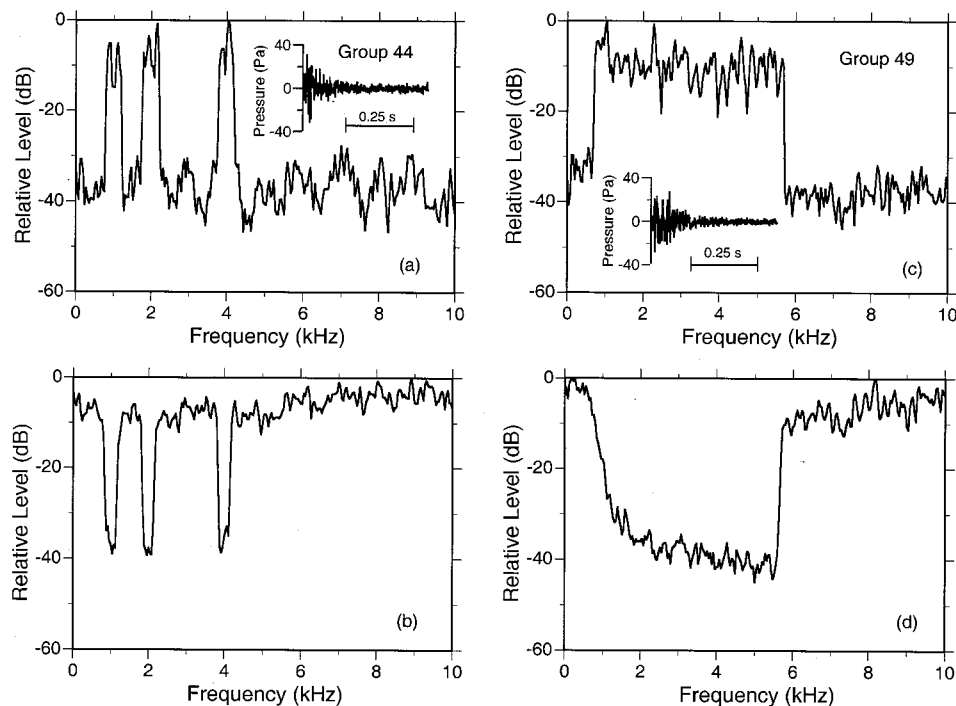 0
-20
-40
-60
Relative Level (dB)
40
0
-40
Pressure (Pa)
Group 44
0.25 s
(a)
0 2 4 6 8 10
Frequency (kHz)
0
-20
-40
-60
Relative Level (dB)
Group 49
40
0
-40
Pressure (Pa)
0.25 s
(c)
0 2 4 6 8 10
Frequency (kHz)
0
-20
-40
-60
Relative Level (dB)
(b)
0 2 4 6 8 10
Frequency (kHz)
0
-20
-40
-60
Relative Level (dB)
(d)
0 2 4 6 8 10
Frequency (kHz)